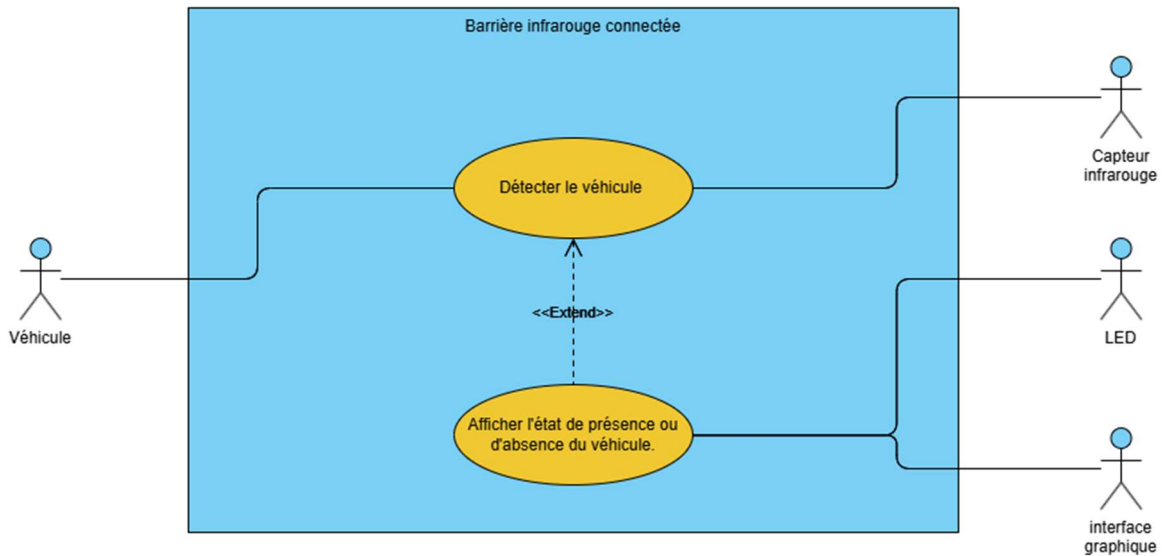 Barrière infrarouge connectée
Capteur
infrarouge
Détecter le véhicule
Véhicule
<<Extend>>
LED
Afficher l'état de présence ou
d'absence du véhicule.
interface
graphique